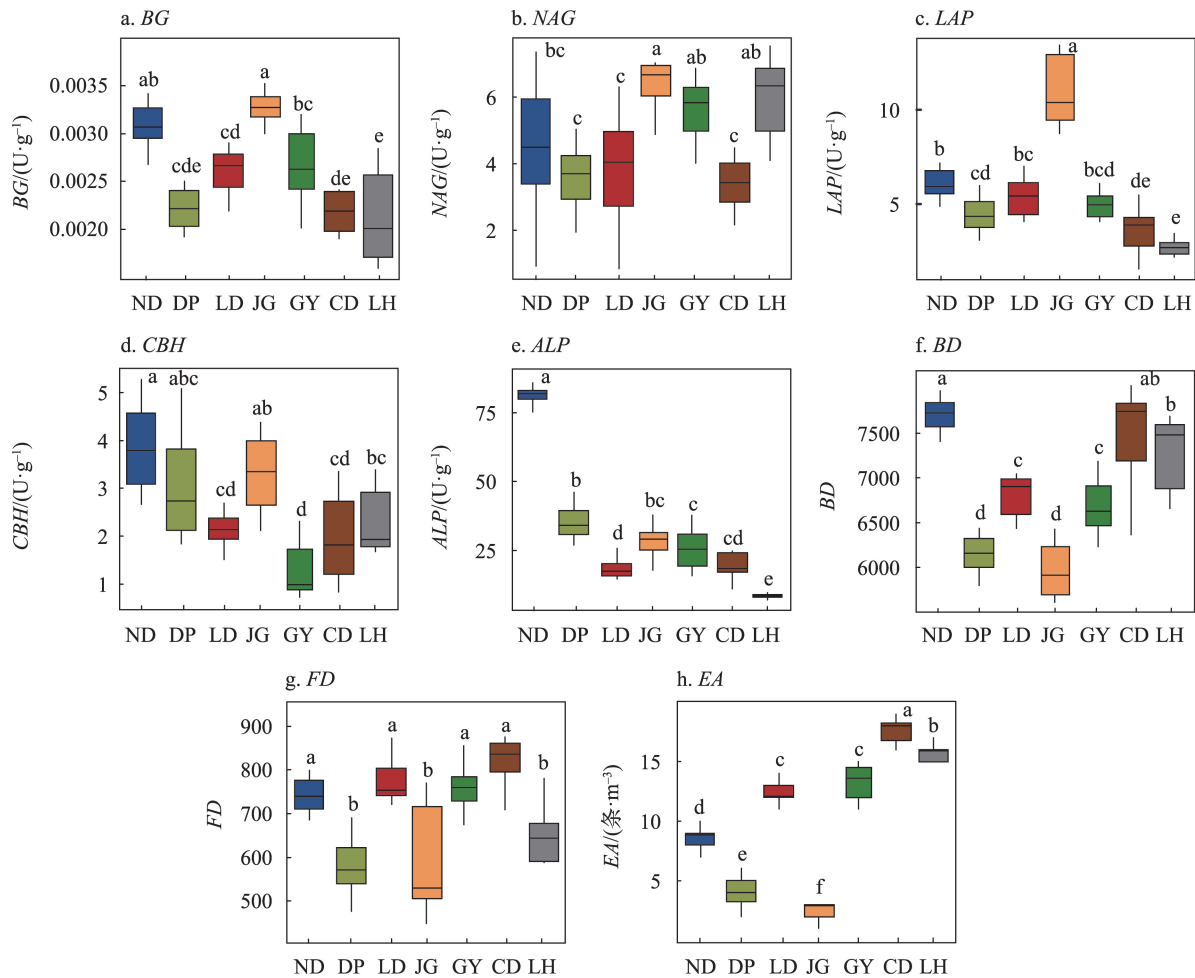 a. BG
BG/(U·g⁻¹)
0.0035
0.0030
0.0025
0.0020
ab
cde
cd
a
bc
de
e
ND DP LD JG GY CD LH
b. NAG
NAG/(U·g⁻¹)
6
4
2
bc
c
c
a
ab
c
ab
ND DP LD JG GY CD LH
c. LAP
LAP/(U·g⁻¹)
10
5
b
cd
bc
a
bcd
de
e
ND DP LD JG GY CD LH
d. CBH
CBH/(U·g⁻¹)
5
4
3
2
1
a
abc
cd
ab
d
cd
bc
ND DP LD JG GY CD LH
e. ALP
ALP/(U·g⁻¹)
75
50
25
a
b
d
bc
c
cd
e
ND DP LD JG GY CD LH
f. BD
BD
7500
7000
6500
6000
a
d
c
d
c
ab
b
ND DP LD JG GY CD LH
g. FD
FD
900
800
700
600
500
a
b
a
b
a
a
b
ND DP LD JG GY CD LH
h. EA
EA/(条·m⁻³)
15
10
5
d
e
c
f
c
a
b
ND DP LD JG GY CD LH